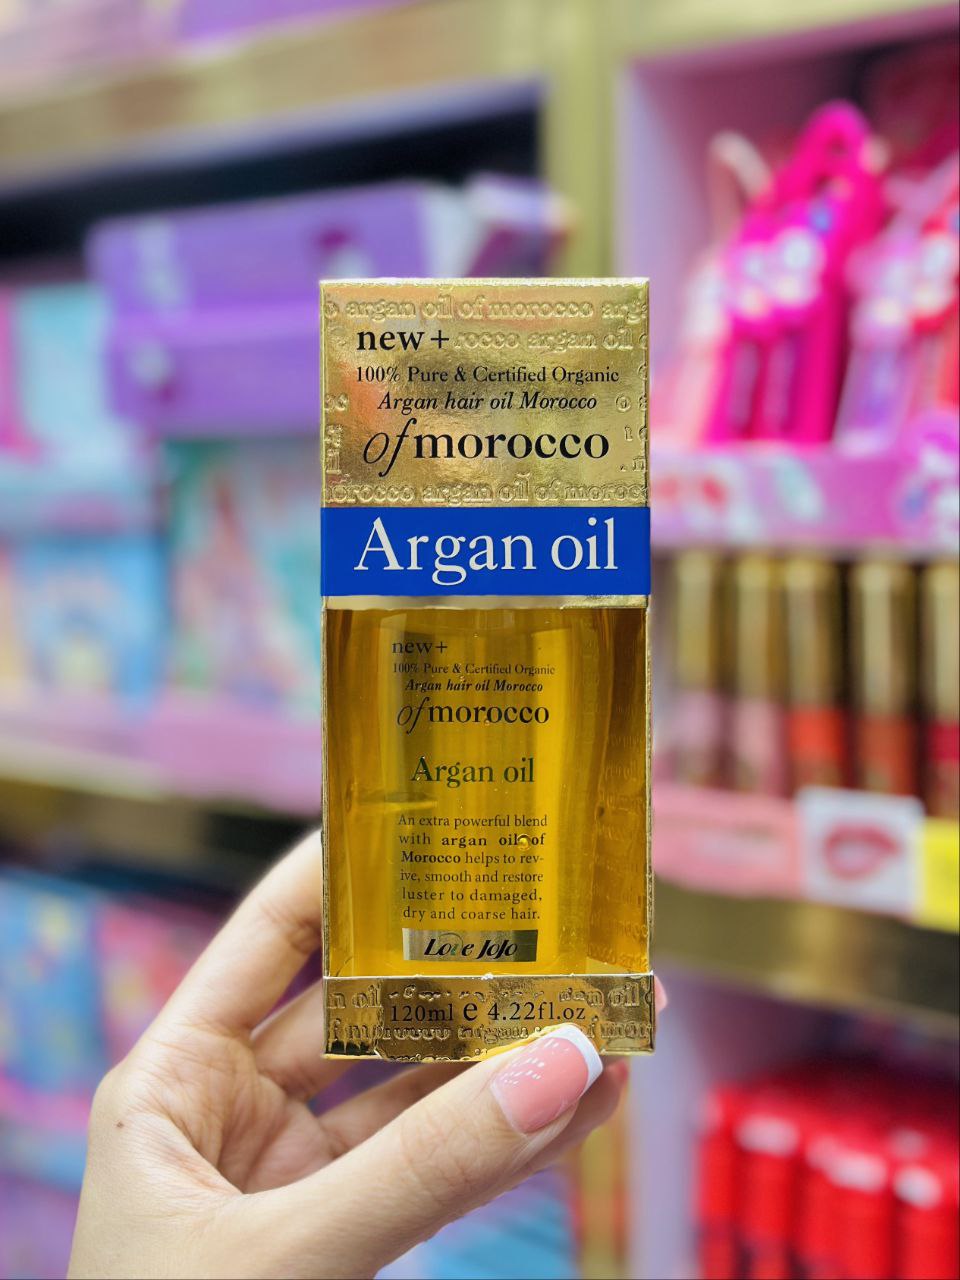 argan oil of morocco
new+
rocco argan oil
100% Pure & Certified Organic
Argan hair oil Morocco
of morocco
argan oil of
Argan oil
new+
100% Pure & Certified Organic
Argan hair oil Morocco
of morocco
Argan oil
An extra powerful blend
with argan oil of
Morocco helps to rev-
ive, smooth and restore
luster to damaged,
dry and coarse hair.
Love JoJo
120ml e 4.22fl.oz.